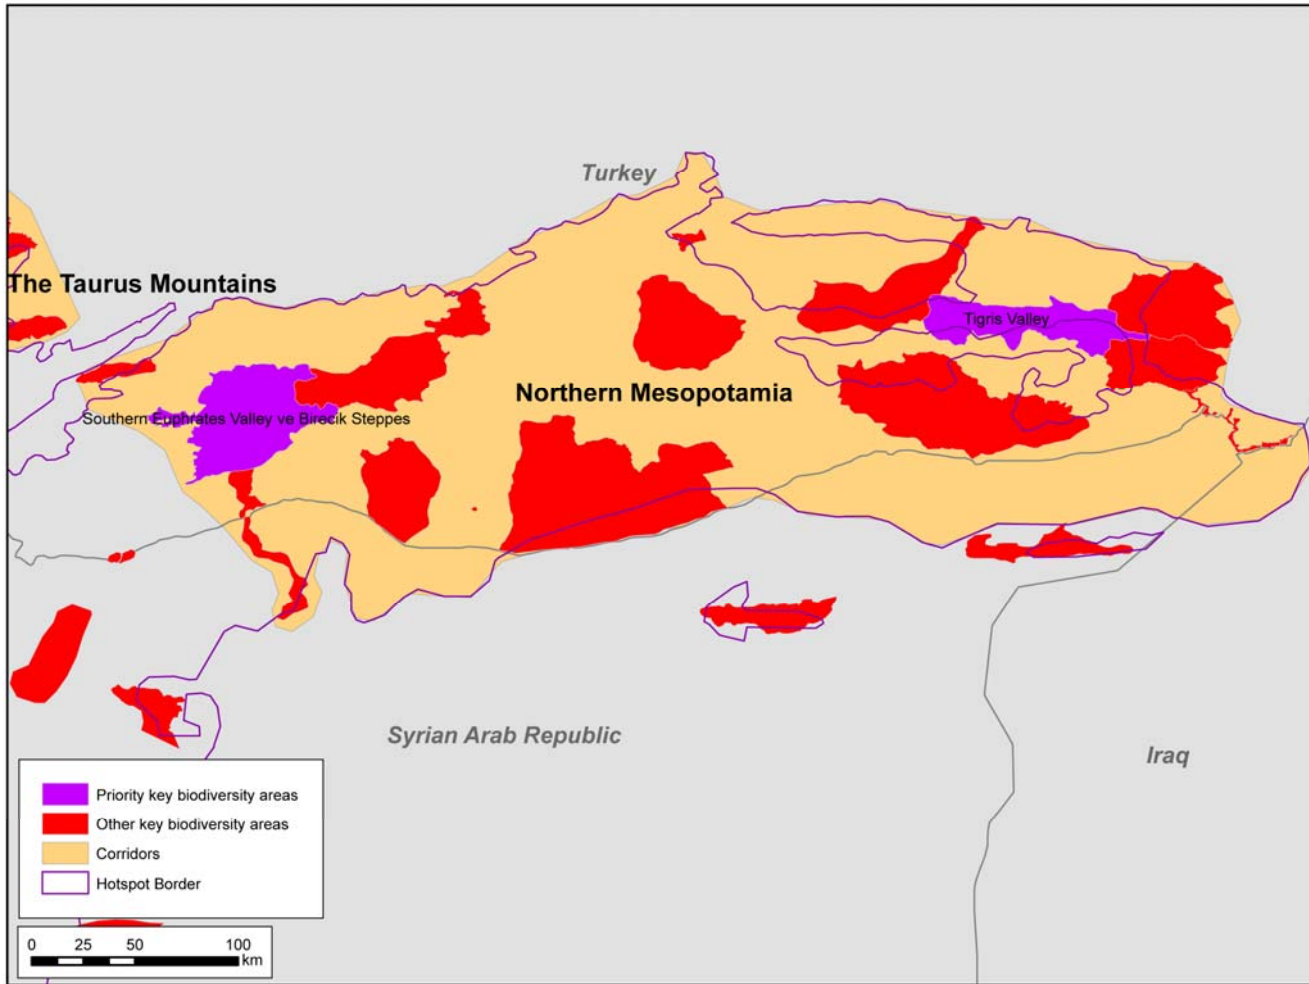 Turkey
The Taurus Mountains
Tigris Valley
Northern Mesopotamia
Southern Euphrates Valley ve Birecik Steppes
Syrian Arab Republic
Iraq
Priority key biodiversity areas
Other key biodiversity areas
Corridors
Hotspot Border
0 25 50 100
km